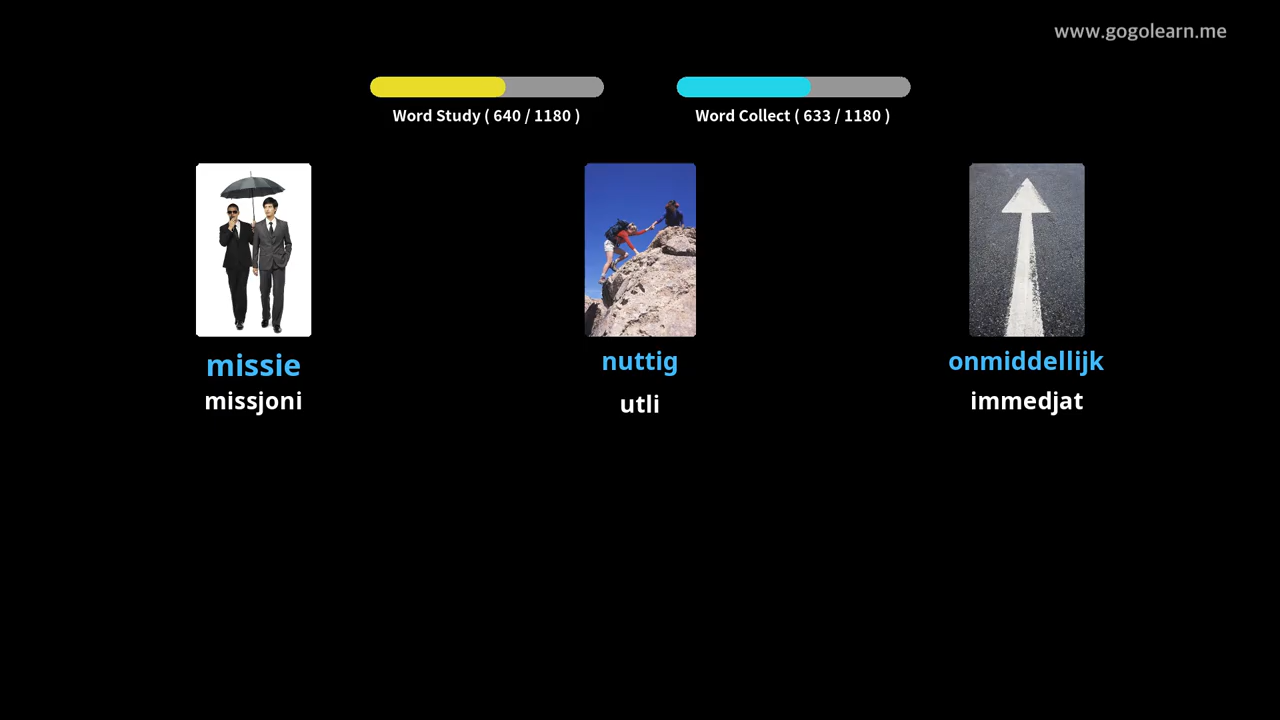 www.gogolearn.me
Word Study ( 640 / 1180 )
Word Collect ( 633 / 1180 )
missie
missjoni
nuttig
utli
onmiddellijk
immedjat